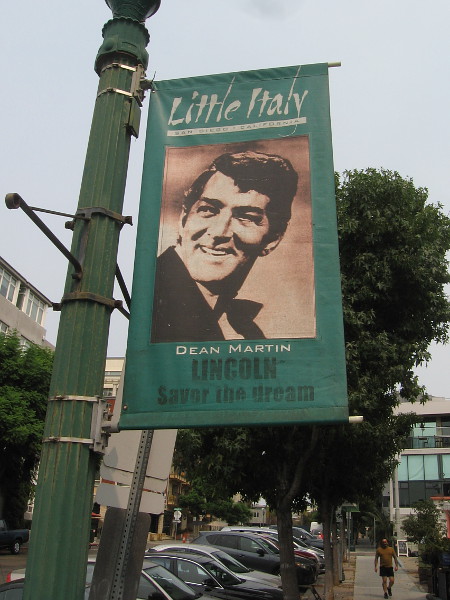 Little Italy
SAN DIEGO / CALIFORNIA
DEAN MARTIN
LINCOLN
Savor the dream